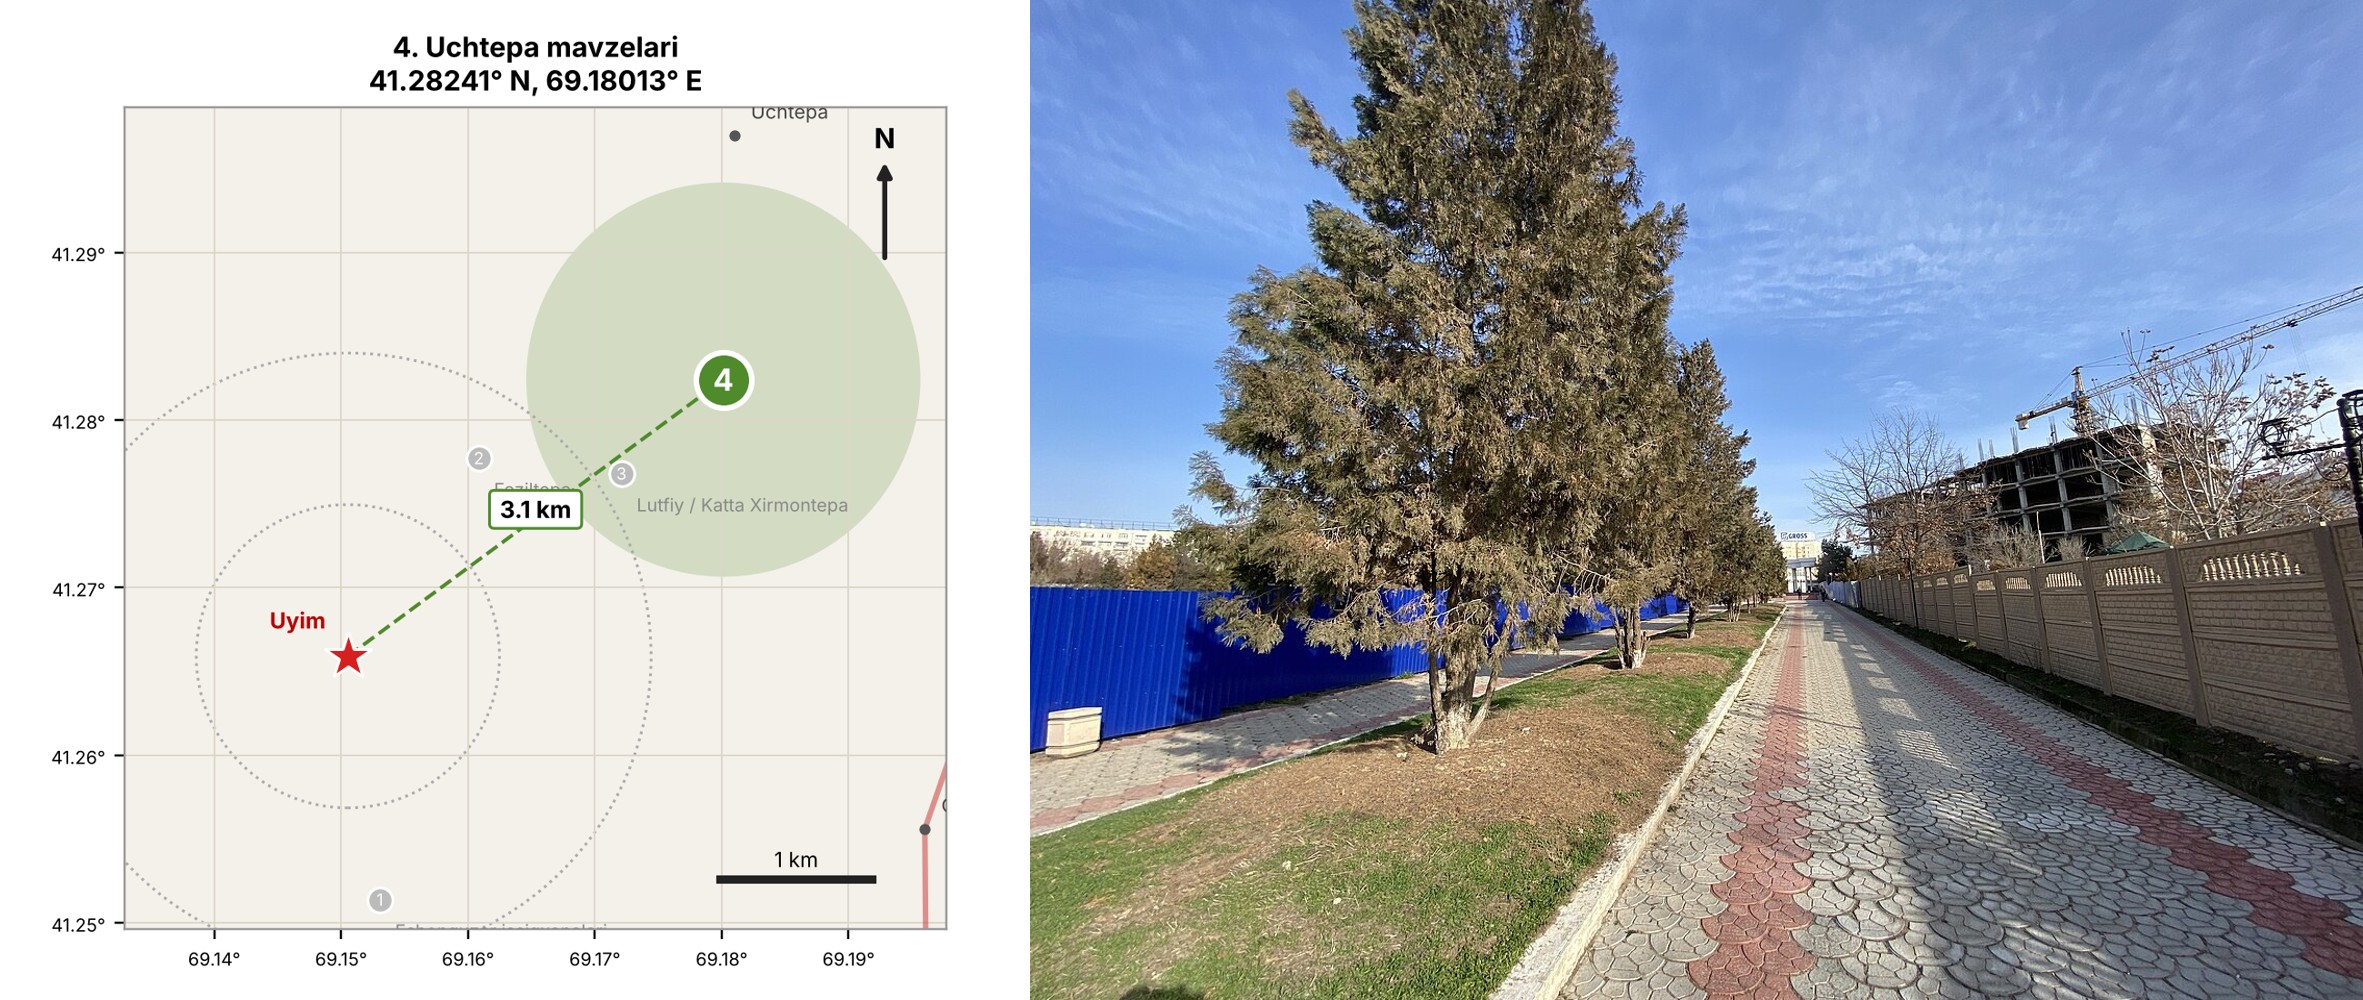 4. Uchtepa mavzelari
41.28241° N, 69.18013° E
Uchtepa
N
41.29°
4
41.28°
2
3
3.1 km
Lutfiy / Katta Xirmontepa
41.27°
Uyim
41.26°
1 km
1
41.25°
69.14° 69.15° 69.16° 69.17° 69.18° 69.19°
GROSS